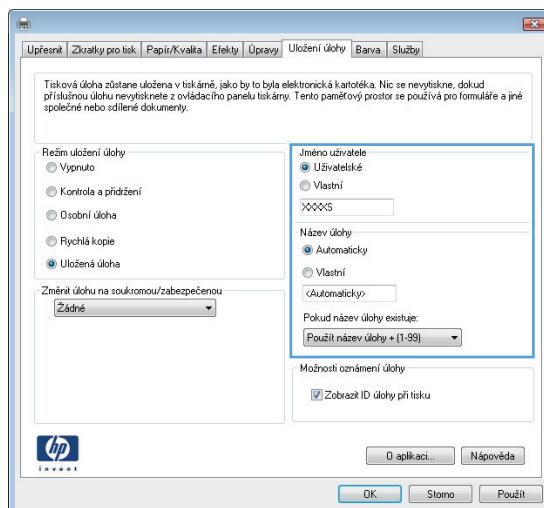 Upřesnit Zkratky pro tisk Papír/Kvalita Efekty Úpravy Uložení úlohy Barva Služby
Tisková úloha zůstane uložena v tiskárně, jako by to byla elektronická kartotéka. Nic se nevytiskne, dokud
příslušnou úlohu nevytisknete z ovládacího panelu tiskárny. Tento paměťový prostor se používá pro formuláře a jiné
společné nebo sdílené dokumenty.
Režim uložení úlohy
Vypnuto
Kontrola a přidržení
Osobní úloha
Rychlá kopie
Uložená úloha
Změnit úlohu na soukromou/zabezpečenou
Žádné
Jméno uživatele
Uživatelské
Vlastní
XXXXS
Název úlohy
Automaticky
Vlastní
<Automaticky>
Pokud název úlohy existuje:
Použít název úlohy + (1-99)
Možnosti oznámení úlohy
Zobrazit ID úlohy při tisku
hp
invent
O aplikaci... Nápověda
OK Storno Použít